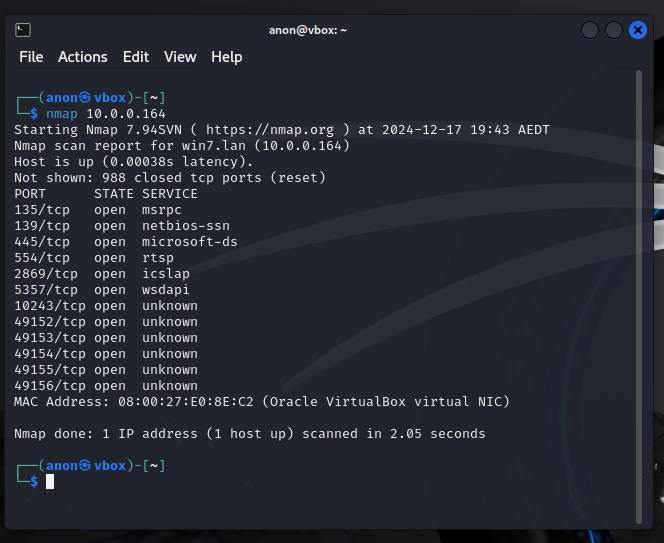 anon@vbox: ~
File Actions Edit View Help
┌──(anon㉿vbox)-[~]
└─$ nmap 10.0.0.164
Starting Nmap 7.94SVN ( https://nmap.org ) at 2024-12-17 19:43 AEDT
Nmap scan report for win7.lan (10.0.0.164)
Host is up (0.00038s latency).
Not shown: 988 closed tcp ports (reset)
PORT      STATE SERVICE
135/tcp   open  msrpc
139/tcp   open  netbios-ssn
445/tcp   open  microsoft-ds
554/tcp   open  rtsp
2869/tcp  open  icslap
5357/tcp  open  wsdapi
10243/tcp open  unknown
49152/tcp open  unknown
49153/tcp open  unknown
49154/tcp open  unknown
49155/tcp open  unknown
49156/tcp open  unknown
MAC Address: 08:00:27:E0:8E:C2 (Oracle VirtualBox virtual NIC)
Nmap done: 1 IP address (1 host up) scanned in 2.05 seconds
┌──(anon㉿vbox)-[~]
└─$